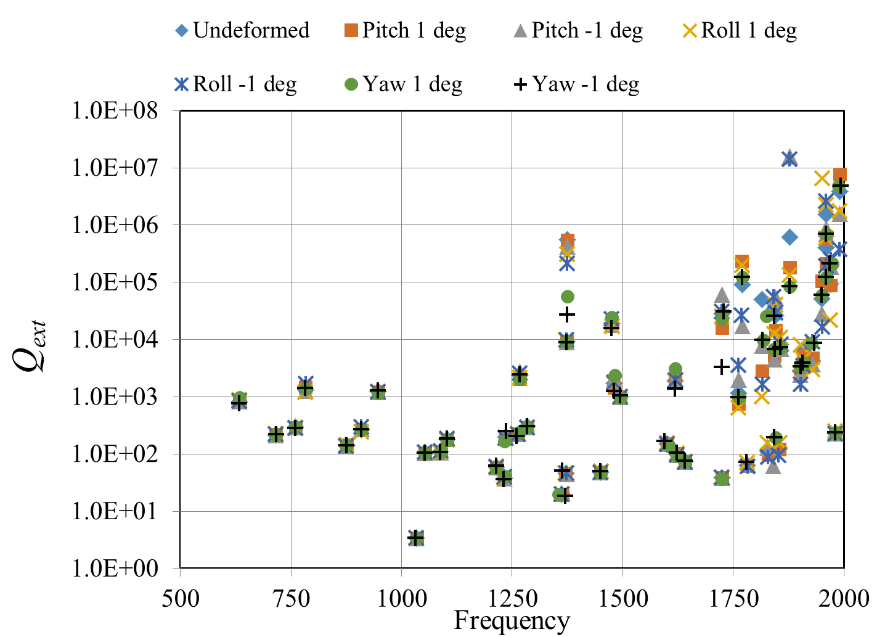 Undeformed Pitch 1 deg Pitch -1 deg Roll 1 deg
Roll -1 deg Yaw 1 deg Yaw -1 deg
1.0E+08
1.0E+07
1.0E+06
1.0E+05
1.0E+04
1.0E+03
1.0E+02
1.0E+01
1.0E+00
Qext
500 750 1000 1250 1500 1750 2000
Frequency